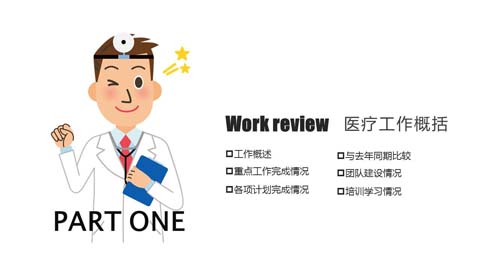 Work review 医疗工作概括
工作概述
重点工作完成情况
各项计划完成情况
与去年同期比较
团队建设情况
培训学习情况
PART ONE